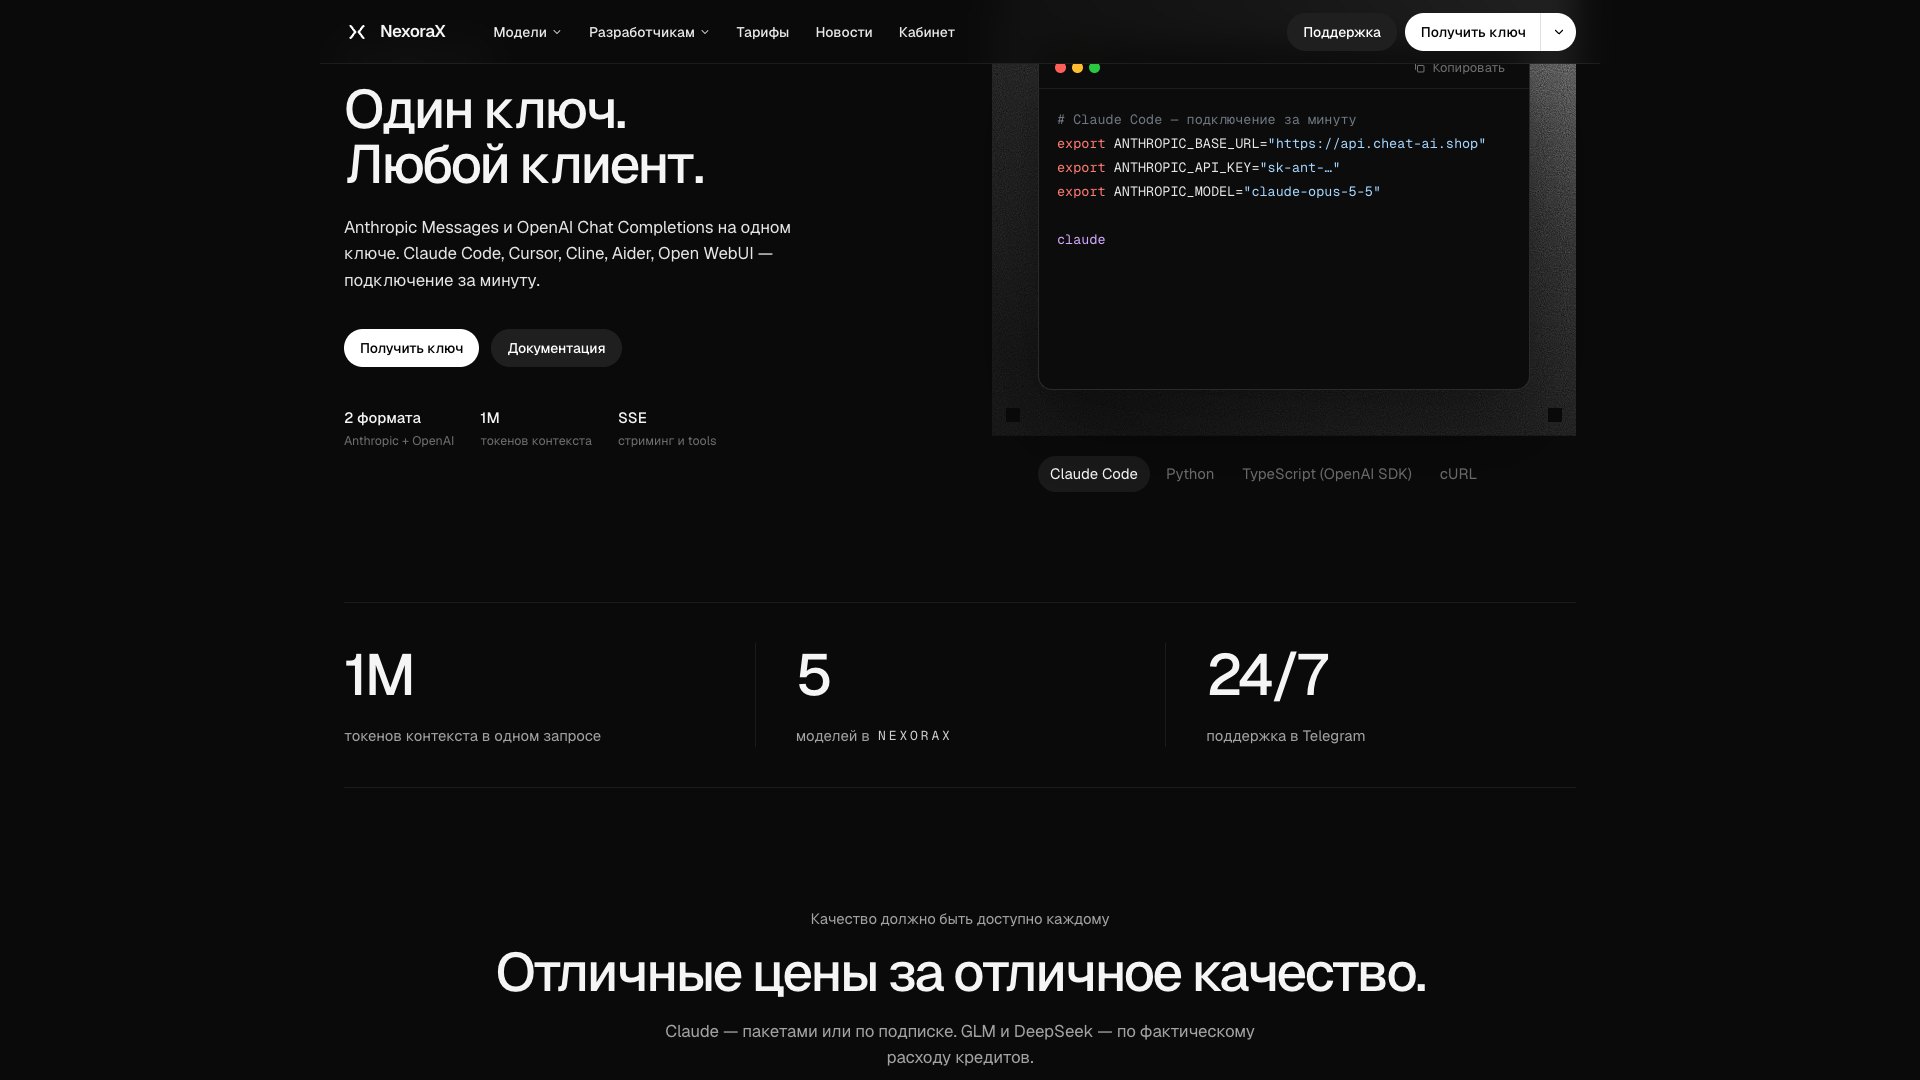 NexoraX
Модели
Разработчикам
Тарифы
Новости
Кабинет
Поддержка
Получить ключ
Один ключ.
Любой клиент.
Anthropic Messages и OpenAI Chat Completions на одном
ключе. Claude Code, Cursor, Cline, Aider, Open WebUI —
подключение за минуту.
Получить ключ
Документация
2 формата
Anthropic + OpenAI
1M
токенов контекста
SSE
стриминг и tools
Копировать
# Claude Code — подключение за минуту
export ANTHROPIC_BASE_URL="https://api.cheat-ai.shop"
export ANTHROPIC_API_KEY="sk-ant-…"
export ANTHROPIC_MODEL="claude-opus-5-5"
claude
Claude Code
Python
TypeScript (OpenAI SDK)
cURL
1M
токенов контекста в одном запросе
5
моделей в NEXORAX
24/7
поддержка в Telegram
Качество должно быть доступно каждому
Отличные цены за отличное качество.
Claude — пакетами или по подписке. GLM и DeepSeek — по фактическому
расходу кредитов.